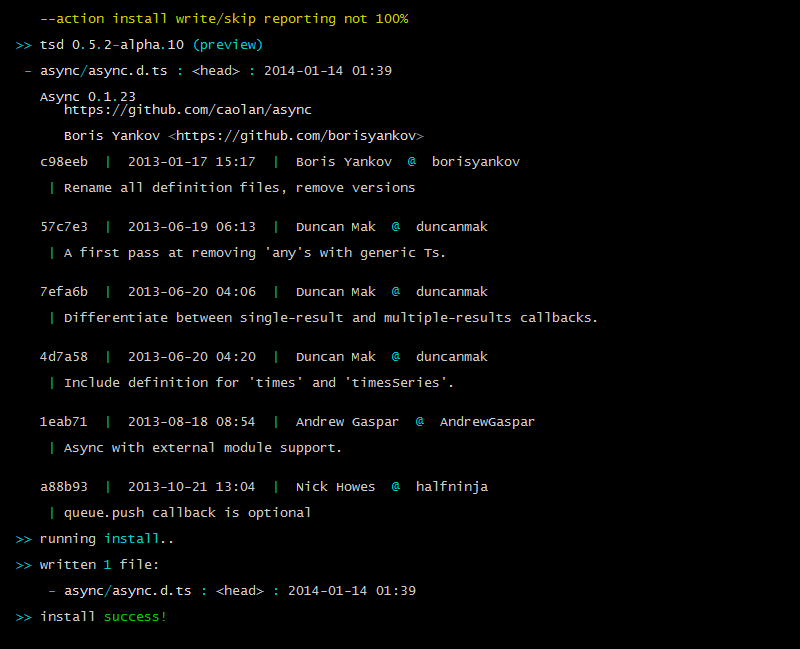 --action install write/skip reporting not 100%
>> tsd 0.5.2-alpha.10 (preview)
- async/async.d.ts : <head> : 2014-01-14 01:39
Async 0.1.23
https://github.com/caolan/async
Boris Yankov <https://github.com/borisyankov>
c98eeb | 2013-01-17 15:17 | Boris Yankov @ borisyankov
| Rename all definition files, remove versions
57c7e3 | 2013-06-19 06:13 | Duncan Mak @ duncanmak
| A first pass at removing 'any's with generic Ts.
7efa6b | 2013-06-20 04:06 | Duncan Mak @ duncanmak
| Differentiate between single-result and multiple-results callbacks.
4d7a58 | 2013-06-20 04:20 | Duncan Mak @ duncanmak
| Include definition for 'times' and 'timesSeries'.
1eab71 | 2013-08-18 08:54 | Andrew Gaspar @ AndrewGaspar
| Async with external module support.
a88b93 | 2013-10-21 13:04 | Nick Howes @ halfninja
| queue.push callback is optional
>> running install..
>> written 1 file:
- async/async.d.ts : <head> : 2014-01-14 01:39
>> install success!